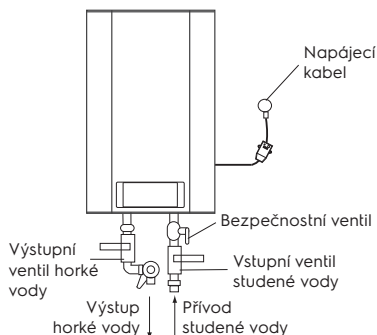 Napájecí
kabel
Bezpečnostní ventil
Výstupní
ventil horké
vody
Vstupní ventil
studené vody
Výstup
horké vody
Přívod
studené vody